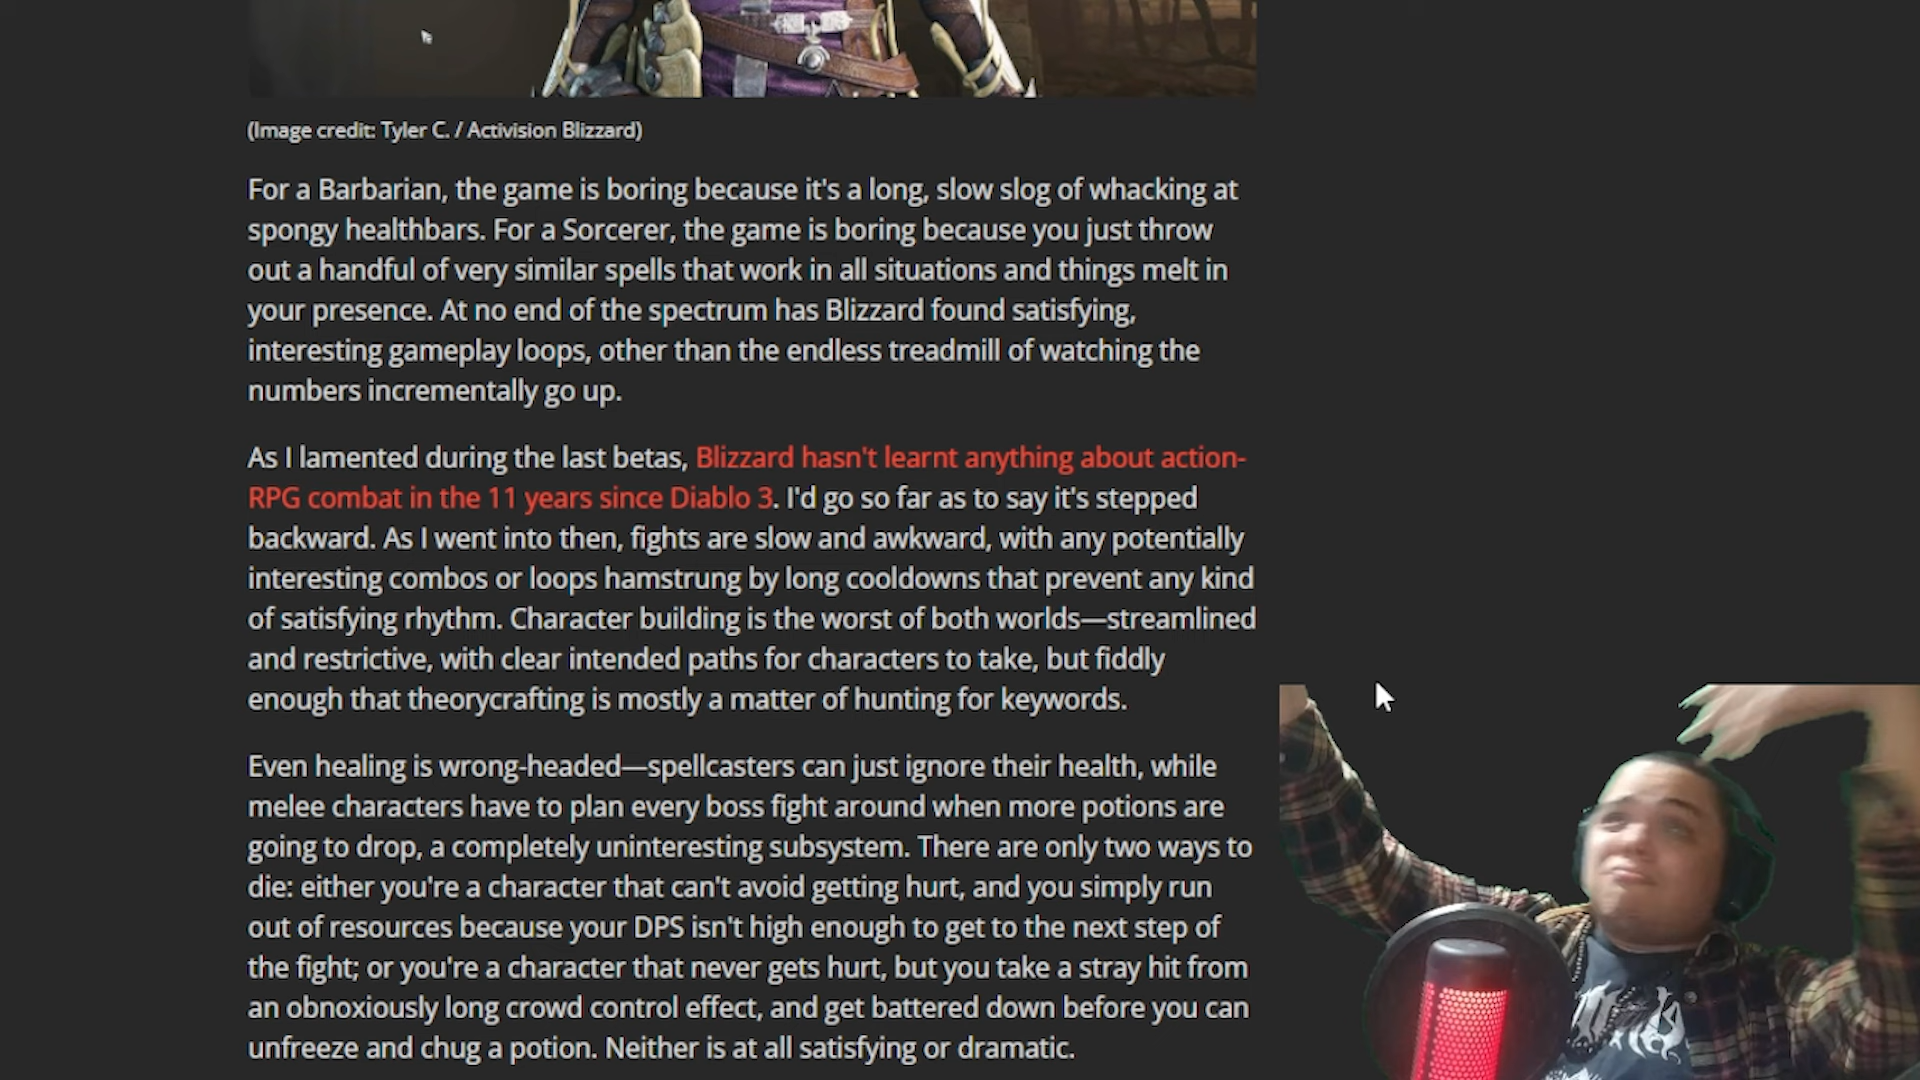 (Image credit: Tyler C. / Activision Blizzard)
For a Barbarian, the game is boring because it's a long, slow slog of whacking at
spongy healthbars. For a Sorcerer, the game is boring because you just throw
out a handful of very similar spells that work in all situations and things melt in
your presence. At no end of the spectrum has Blizzard found satisfying,
interesting gameplay loops, other than the endless treadmill of watching the
numbers incrementally go up.
As I lamented during the last betas, Blizzard hasn't learnt anything about action-
RPG combat in the 11 years since Diablo 3. I'd go so far as to say it's stepped
backward. As I went into then, fights are slow and awkward, with any potentially
interesting combos or loops hamstrung by long cooldowns that prevent any kind
of satisfying rhythm. Character building is the worst of both worlds—streamlined
and restrictive, with clear intended paths for characters to take, but fiddly
enough that theorycrafting is mostly a matter of hunting for keywords.
Even healing is wrong-headed—spellcasters can just ignore their health, while
melee characters have to plan every boss fight around when more potions are
going to drop, a completely uninteresting subsystem. There are only two ways to
die: either you're a character that can't avoid getting hurt, and you simply run
out of resources because your DPS isn't high enough to get to the next step of
the fight; or you're a character that never gets hurt, but you take a stray hit from
an obnoxiously long crowd control effect, and get battered down before you can
unfreeze and chug a potion. Neither is at all satisfying or dramatic.